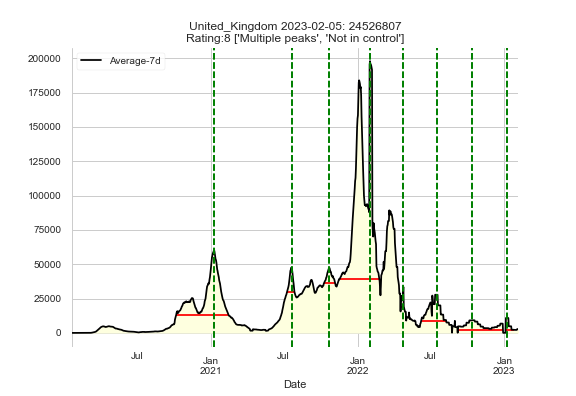 United_Kingdom 2023-02-05: 24526807
Rating:8 ['Multiple peaks', 'Not in control']
200000
Average-7d
175000
150000
125000
100000
75000
50000
25000
0
Jul
Jan
2021
Jul
Jan
2022
Jul
Jan
2023
Date